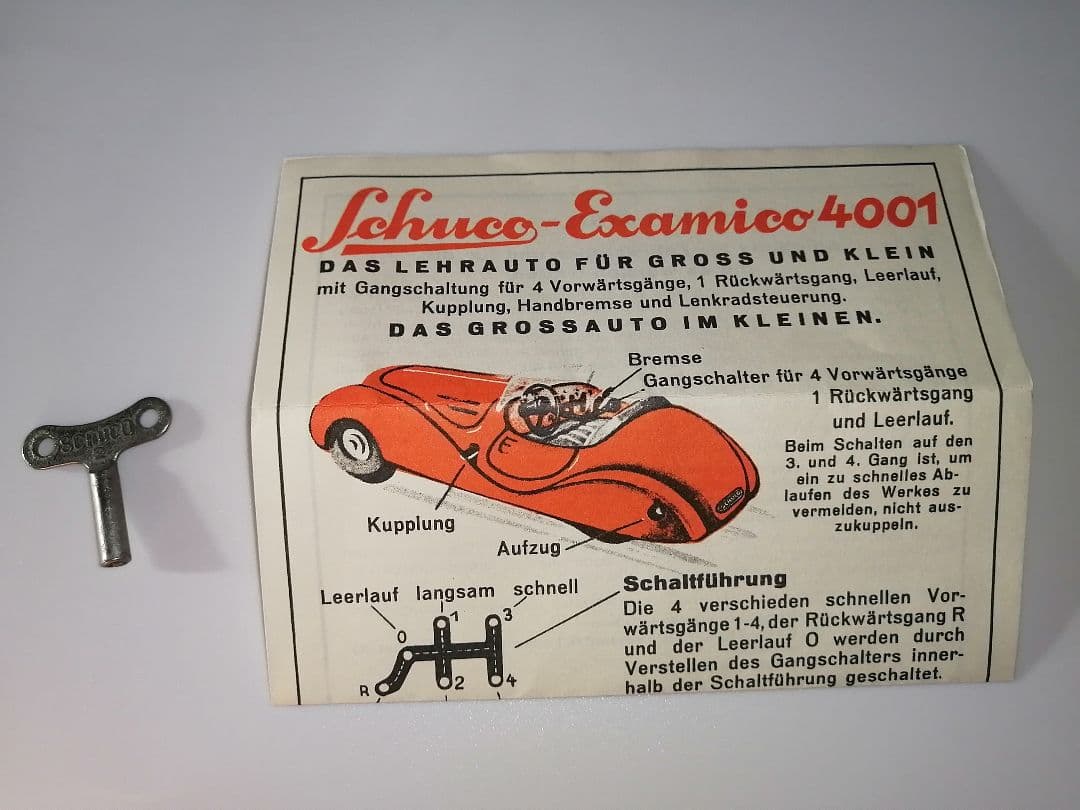 Schuco
Schuco-Examico 4001
DAS LEHRAUTO FÜR GROSS UND KLEIN
mit Gangschaltung für 4 Vorwärtsgänge, 1 Rückwärtsgang, Leerlauf,
Kupplung, Handbremse und Lenkradsteuerung.
DAS GROSSAUTO IM KLEINEN.
Bremse
Gangschalter für 4 Vorwärtsgänge
1 Rückwärtsgang
und Leerlauf.
Beim Schalten auf den
3. und 4. Gang ist, um
ein zu schnelles Ab-
laufen des Werkes zu
vermelden, nicht aus-
zukuppeln.
SCHUCO
Kupplung
Aufzug
Leerlauf langsam schnell
0 1 3
R 2 4
Schaltführung
Die 4 verschieden schnellen Vor-
wärtsgänge 1-4, der Rückwärtsgang R
und der Leerlauf O werden durch
Verstellen des Gangschalters inner-
halb der Schaltführung geschaltet.